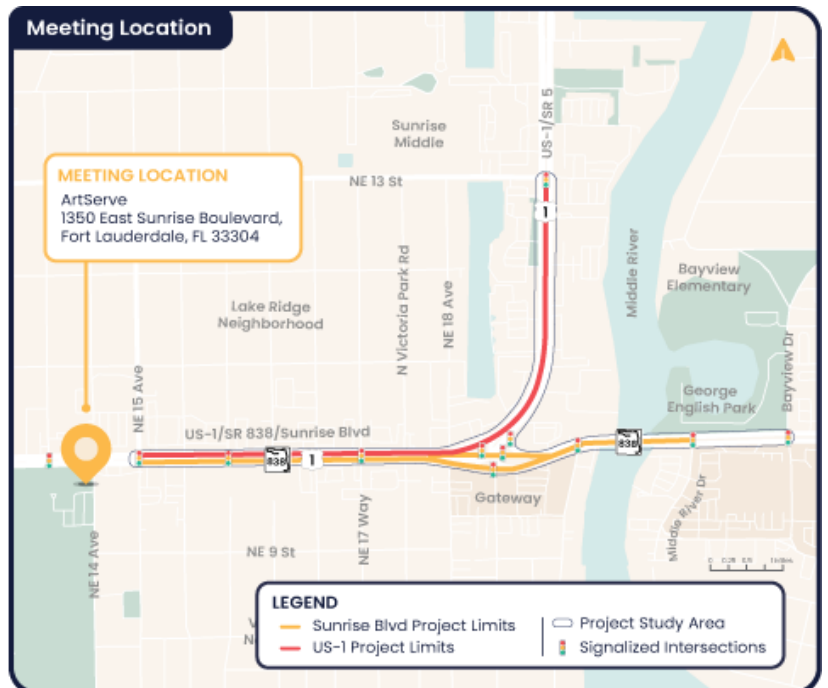 Meeting Location
US-1/SR 5
Sunrise
Middle
MEETING LOCATION
ArtServe
1350 East Sunrise Boulevard,
Fort Lauderdale, FL 33304
NE 13 St
1
Middle River
Bayview
Elementary
N Victoria Park Rd
NE 18 Ave
Lake Ridge
Neighborhood
NE 15 Ave
George
English Park
Bayview Dr
US-1/SR 838/Sunrise Blvd
838
1
838
Gateway
NE 17 Way
Middle River Dr
NE 14 Ave
NE 9 St
LEGEND
Sunrise Blvd Project Limits
US-1 Project Limits
Project Study Area
Signalized Intersections